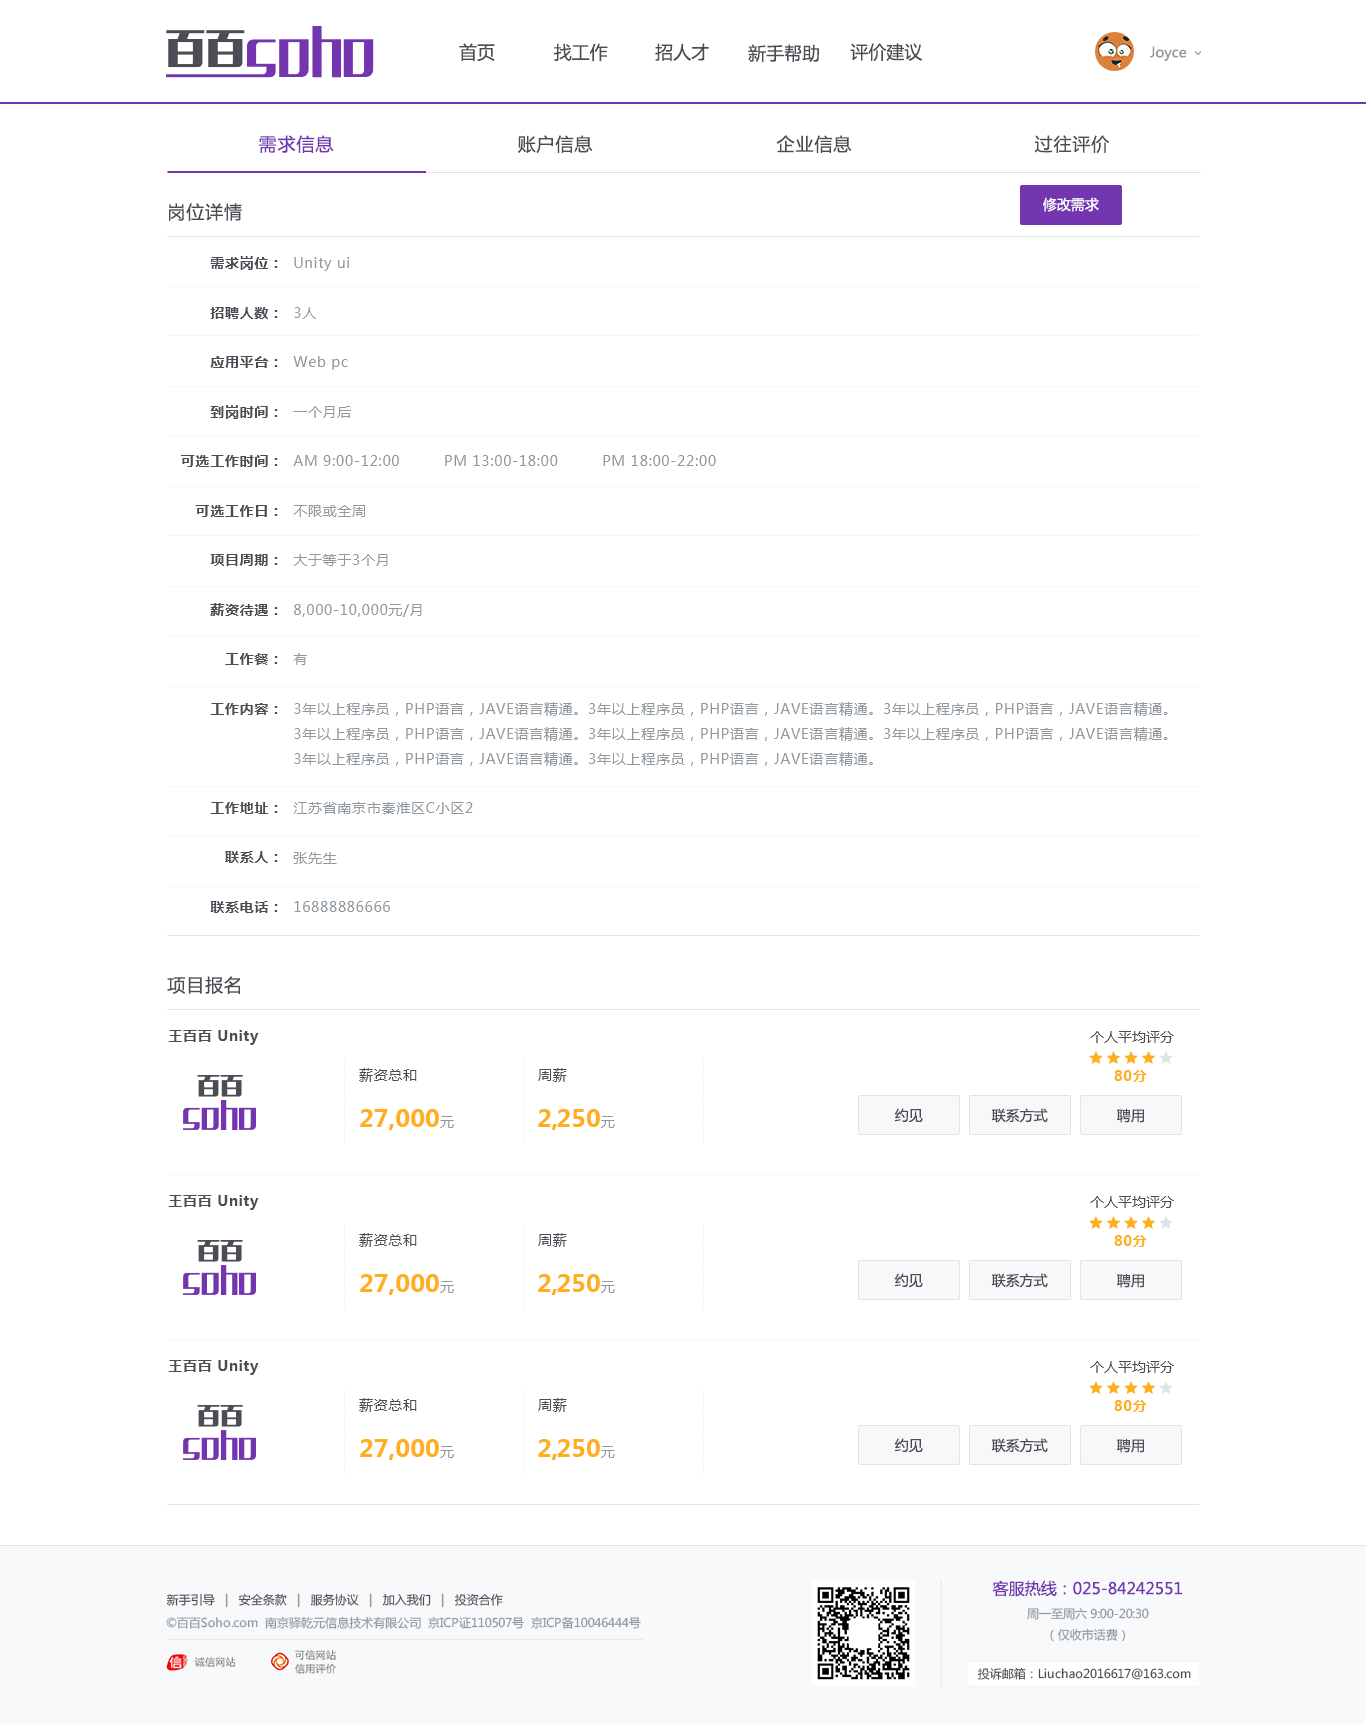 百百soho
首页 找工作 招人才 新手帮助 评价建议 Joyce
需求信息 账户信息 企业信息 过往评价
岗位详情 修改需求
需求岗位： Unity ui
招聘人数： 3人
应用平台： Web pc
到岗时间： 一个月后
可选工作时间： AM 9:00-12:00 PM 13:00-18:00 PM 18:00-22:00
可选工作日： 不限或全周
项目周期： 大于等于3个月
薪资待遇： 8,000-10,000元/月
工作餐： 有
工作内容： 3年以上程序员，PHP语言，JAVE语言精通。3年以上程序员，PHP语言，JAVE语言精通。3年以上程序员，PHP语言，JAVE语言精通。
3年以上程序员，PHP语言，JAVE语言精通。3年以上程序员，PHP语言，JAVE语言精通。3年以上程序员，PHP语言，JAVE语言精通。
3年以上程序员，PHP语言，JAVE语言精通。3年以上程序员，PHP语言，JAVE语言精通。
工作地址： 江苏省南京市秦淮区C小区2
联系人： 张先生
联系电话： 16888886666
项目报名
王百百 Unity 个人平均评分
百百 薪资总和 周薪 80分
soho 27,000元 2,250元 约见 联系方式 聘用
王百百 Unity 个人平均评分
百百 薪资总和 周薪 80分
soho 27,000元 2,250元 约见 联系方式 聘用
王百百 Unity 个人平均评分
百百 薪资总和 周薪 80分
soho 27,000元 2,250元 约见 联系方式 聘用
新手引导 | 安全条款 | 服务协议 | 加入我们 | 投资合作
©百百Soho.com 南京驿乾元信息技术有限公司 京ICP证110507号 京ICP备10046444号
信 诚信网站 可信网站
信用评价
客服热线：025-84242551
周一至周六 9:00-20:30
（仅收市话费）
投诉邮箱：Liuchao2016617@163.com